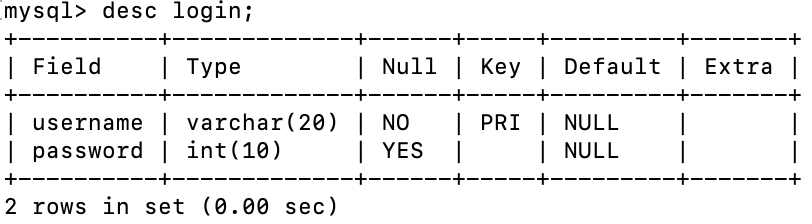 mysql> desc login;
+----------+-------------+------+-----+---------+-------+
| Field    | Type        | Null | Key | Default | Extra |
+----------+-------------+------+-----+---------+-------+
| username | varchar(20) | NO   | PRI | NULL    |       |
| password | int(10)     | YES  |     | NULL    |       |
+----------+-------------+------+-----+---------+-------+
2 rows in set (0.00 sec)